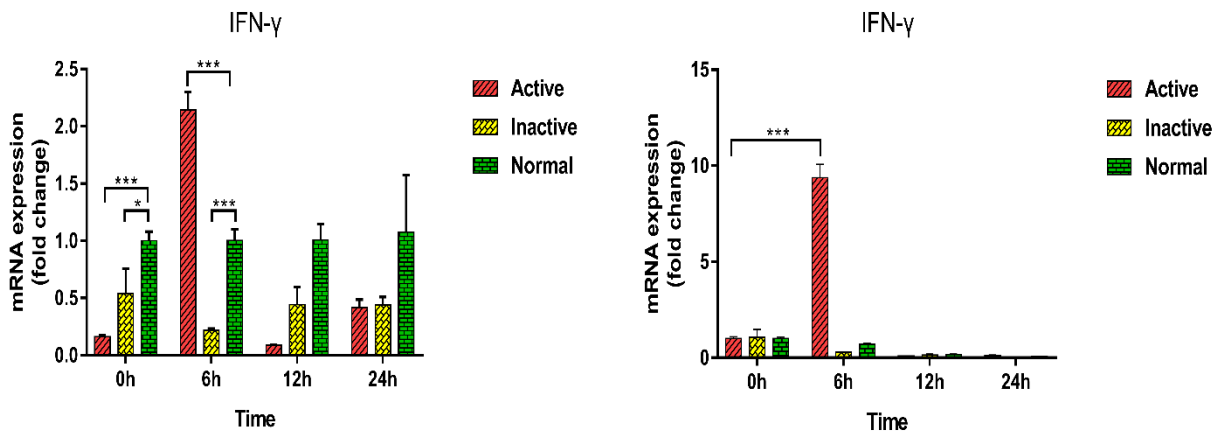 IFN-γ
mRNA expression
(fold change)
2.5
2.0
1.5
1.0
0.5
0.0
***
*
***
***
0h
6h
12h
24h
Time
Active
Inactive
Normal
IFN-γ
mRNA expression
(fold change)
15
10
5
0
***
0h
6h
12h
24h
Time
Active
Inactive
Normal